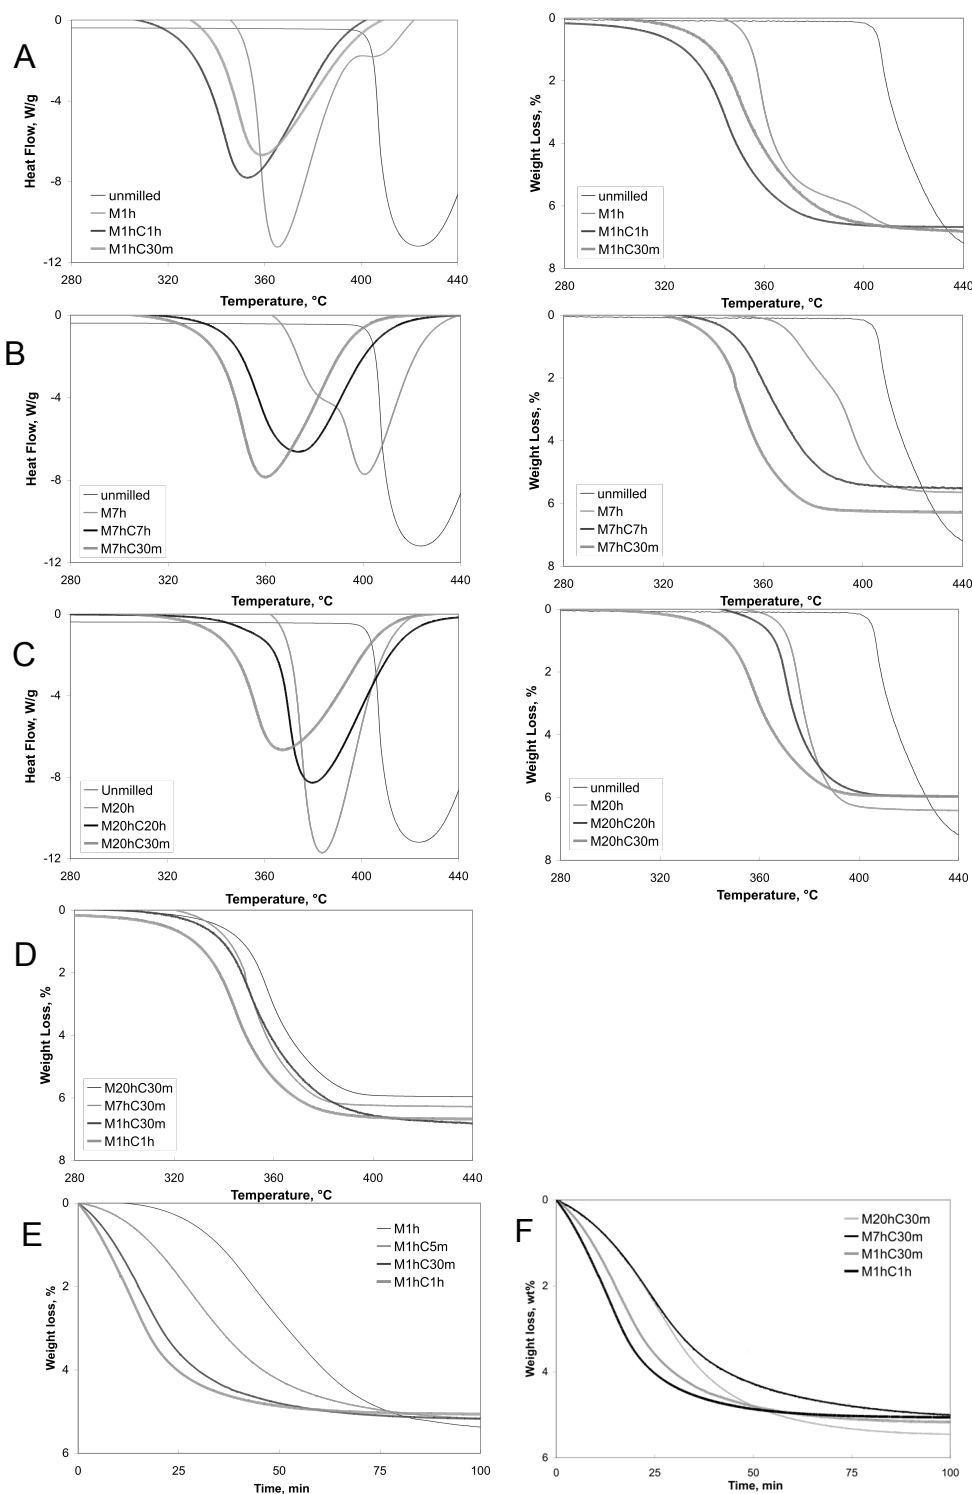 A
0
-4
-8
-12
Heat Flow, W/g
unmilled
M1h
M1hC1h
M1hC30m
280
320
360
400
440
Temperature, °C
0
2
4
6
8
Weight Loss, %
unmilled
M1h
M1hC1h
M1hC30m
280
320
360
400
440
Temperature, °C
B
0
-4
-8
-12
Heat Flow, W/g
unmilled
M7h
M7hC7h
M7hC30m
280
320
360
400
440
Temperature, °C
0
2
4
6
8
Weight Loss, %
unmilled
M7h
M7hC7h
M7hC30m
280
320
360
400
440
Temperature, °C
C
0
-4
-8
-12
Heat Flow, W/g
Unmilled
M20h
M20hC20h
M20hC30m
280
320
360
400
440
Temperature, °C
0
2
4
6
8
Weight Loss, %
unmilled
M20h
M20hC20h
M20hC30m
280
320
360
400
440
Temperature, °C
D
0
2
4
6
8
Weight Loss, %
M20hC30m
M7hC30m
M1hC30m
M1hC1h
280
320
360
400
440
Temperature, °C
E
0
2
4
6
Weight loss, %
M1h
M1hC5m
M1hC30m
M1hC1h
0
25
50
75
100
Time, min
F
0
2
4
6
Weight loss, wt%
M20hC30m
M7hC30m
M1hC30m
M1hC1h
0
25
50
75
100
Time, min